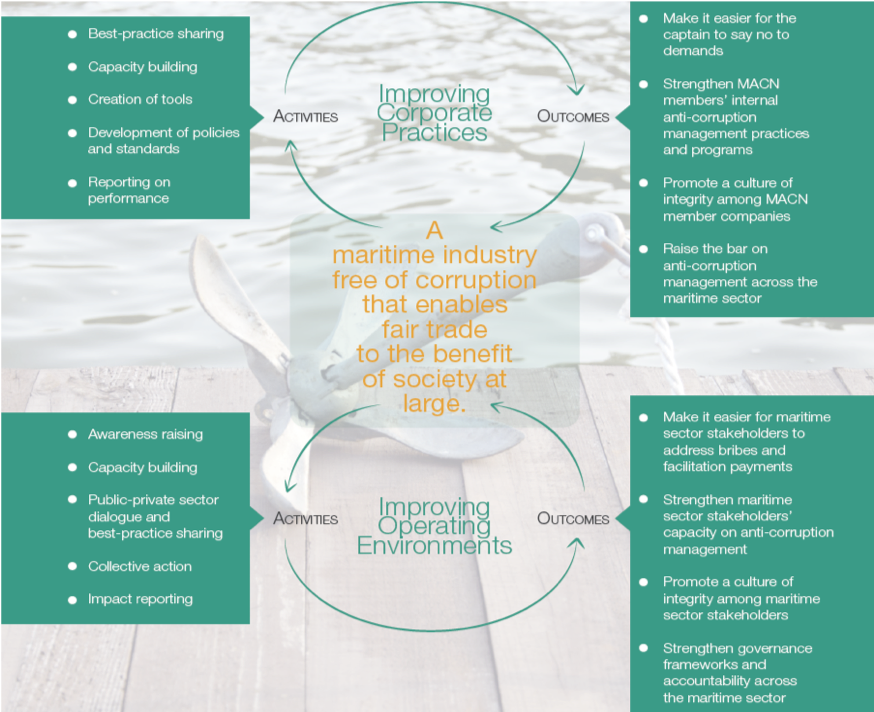 Best-practice sharing
Capacity building
Creation of tools
Development of policies
and standards
Reporting on
performance
Activities
Improving
Corporate
Practices
Outcomes
Make it easier for the
captain to say no to
demands
Strengthen MACN
members' internal
anti-corruption
management practices
and programs
Promote a culture of
integrity among MACN
member companies
Raise the bar on
anti-corruption
management across the
maritime sector
A
maritime industry
free of corruption
that enables
fair trade
to the benefit
of society at
large.
Awareness raising
Capacity building
Public-private sector
dialogue and
best-practice sharing
Collective action
Impact reporting
Activities
Improving
Operating
Environments
Outcomes
Make it easier for maritime
sector stakeholders to
address bribes and
facilitation payments
Strengthen maritime
sector stakeholders'
capacity on anti-corruption
management
Promote a culture of
integrity among maritime
sector stakeholders
Strengthen governance
frameworks and
accountability across
the maritime sector